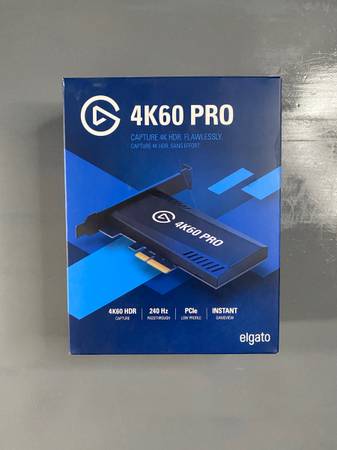 4K60 PRO
CAPTURE 4K HDR. FLAWLESSLY.
CAPTURE 4K HDR. SANS EFFORT.
4K60 PRO
4K60 HDR
CAPTURE
240 Hz
PASSTHROUGH
PCIe
LOW PROFILE
INSTANT
GAMEVIEW
elgato